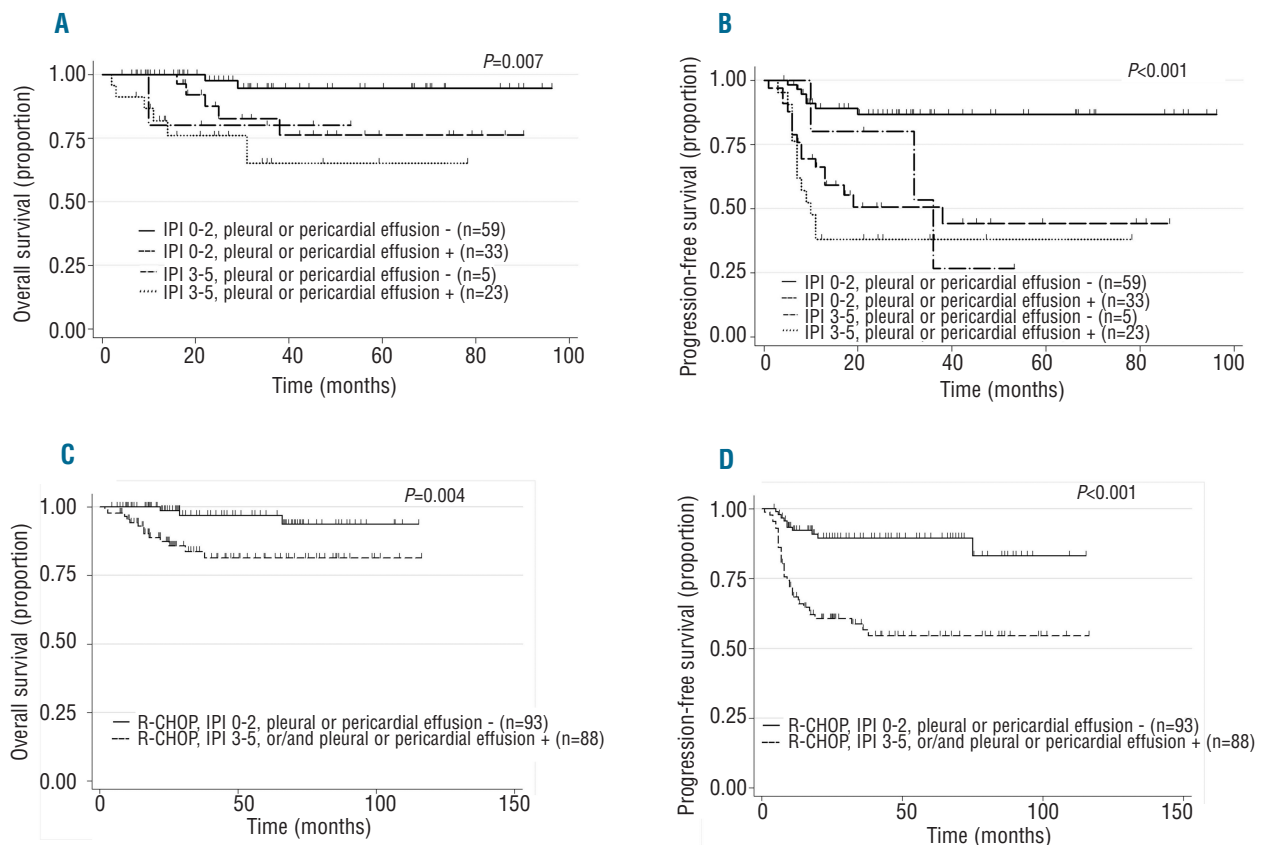 A
P=0.007
Overall survival (proportion)
1.00
0.75
0.50
0.25
0.00
IPI 0-2, pleural or pericardial effusion - (n=59)
IPI 0-2, pleural or pericardial effusion + (n=33)
IPI 3-5, pleural or pericardial effusion - (n=5)
IPI 3-5, pleural or pericardial effusion + (n=23)
0 20 40 60 80 100
Time (months)
B
P<0.001
Progression-free survival (proportion)
1.00
0.75
0.50
0.25
0.00
IPI 0-2, pleural or pericardial effusion - (n=59)
IPI 0-2, pleural or pericardial effusion + (n=33)
IPI 3-5, pleural or pericardial effusion - (n=5)
IPI 3-5, pleural or pericardial effusion + (n=23)
0 20 40 60 80 100
Time (months)
C
P=0.004
Overall survival (proportion)
1.00
0.75
0.50
0.25
0.00
R-CHOP, IPI 0-2, pleural or pericardial effusion - (n=93)
R-CHOP, IPI 3-5, or/and pleural or pericardial effusion + (n=88)
0 50 100 150
Time (months)
D
P<0.001
Progression-free survival (proportion)
1.00
0.75
0.50
0.25
0.00
R-CHOP, IPI 0-2, pleural or pericardial effusion - (n=93)
R-CHOP, IPI 3-5, or/and pleural or pericardial effusion + (n=88)
0 50 100 150
Time (months)